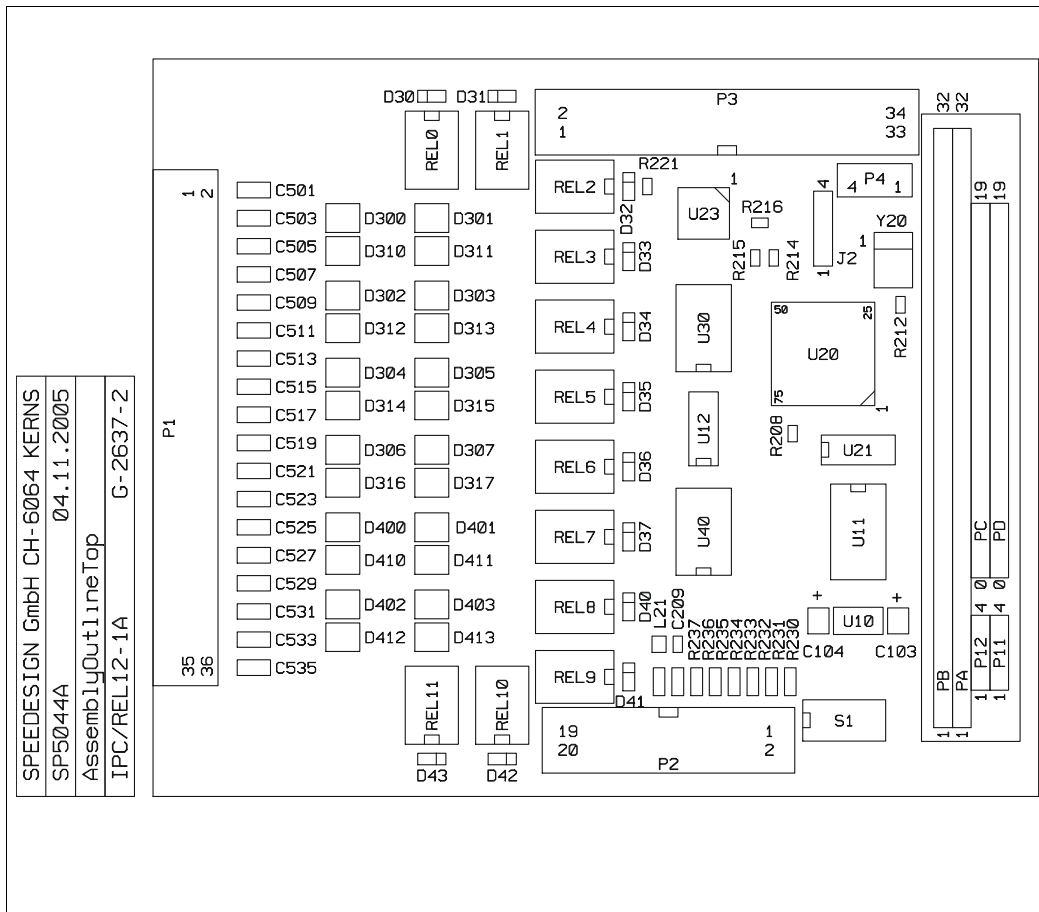 SPEEDESIGN GmbH CH-6064 KERNS
SP5044A 04.11.2005
AssemblyOutlineTop
IPC/REL12-1A G-2637-2
P1
1
2
35
36
C501
C503
C505
C507
C509
C511
C513
C515
C517
C519
C521
C523
C525
C527
C529
C531
C533
C535
D300 D301
D310 D311
D302 D303
D312 D313
D304 D305
D314 D315
D306 D307
D316 D317
D400 D401
D410 D411
D402 D403
D412 D413
D30 D31
REL0 REL1
REL11 REL10
D43 D42
REL2 D32
REL3 D33
REL4 D34
REL5 D35
REL6 D36
REL7 D37
REL8 D40
REL9 D41
P3
2 34
1 33
R221
U23 1
R216
R215 R214
4
J2
1
P4
4 1
Y20
1
R212
U30
U20
50 25
75 1
R208
U12
U21
U40
U11
+ U10 +
C104 C103
L21
C209
R237
R236
R235
R234
R233
R232
R231
R230
S1
19 1
20 2
P2
32
32
PB
PA
1
1
19
19
PC
PD
0
0
4
4
P12
P11
1
1